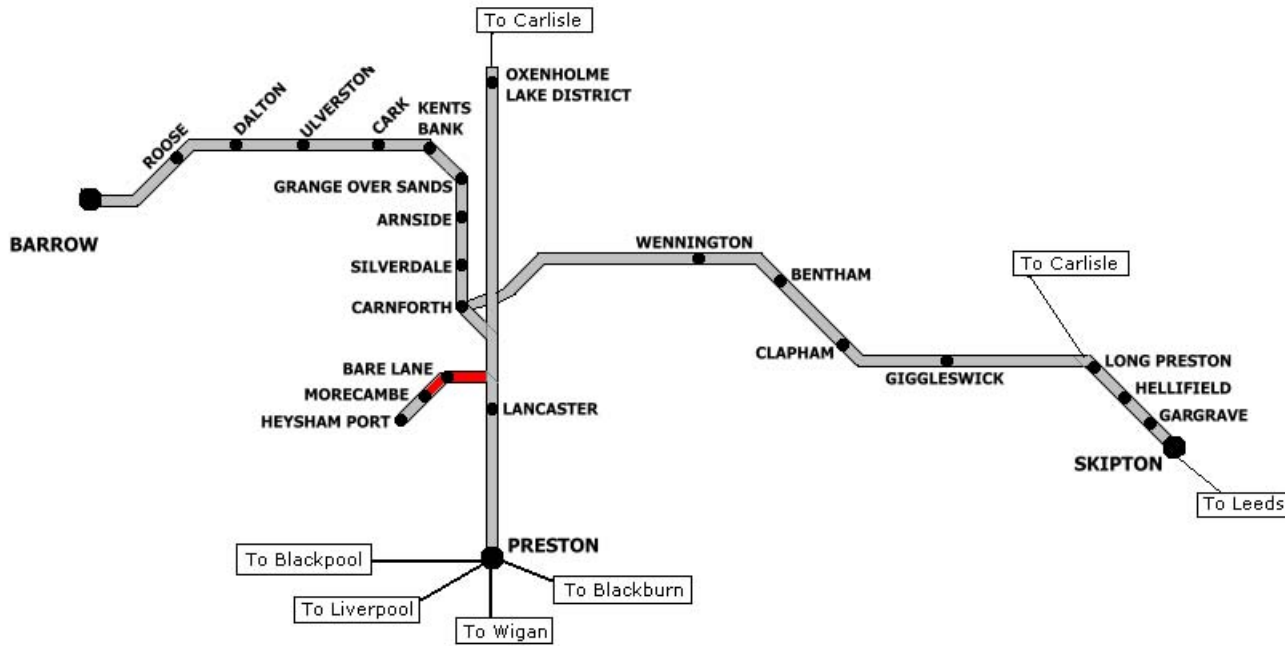 To Carlisle
OXENHOLME
LAKE DISTRICT
ROOSE
DALTON
ULVERSTON
CARK
KENTS
BANK
GRANGE OVER SANDS
ARNSIDE
BARROW
SILVERDALE
CARNFORTH
WENNINGTON
BENTHAM
To Carlisle
CLAPHAM
GIGGLESWICK
LONG PRESTON
HELLIFIELD
GARGRAVE
SKIPTON
To Leeds
BARE LANE
MORECAMBE
HEYSHAM PORT
LANCASTER
PRESTON
To Blackpool
To Liverpool
To Wigan
To Blackburn